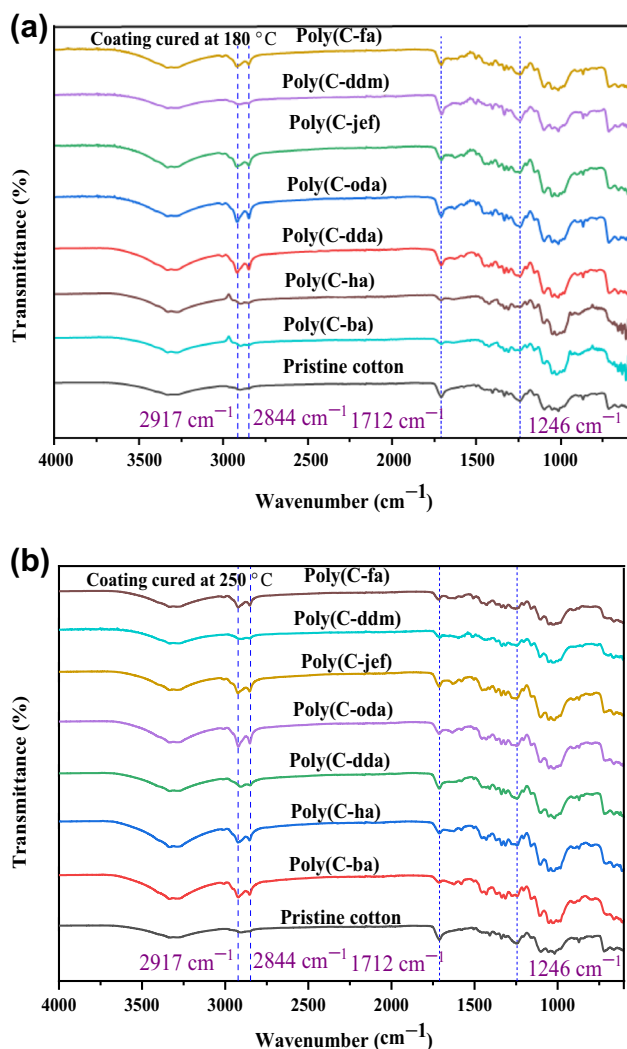 (a)
Coating cured at 180 °C
Poly(C-fa)
Poly(C-ddm)
Poly(C-jef)
Poly(C-oda)
Poly(C-dda)
Poly(C-ha)
Poly(C-ba)
Pristine cotton
2917 cm⁻¹ 2844 cm⁻¹ 1712 cm⁻¹ 1246 cm⁻¹
Transmittance (%)
4000 3500 3000 2500 2000 1500 1000
Wavenumber (cm⁻¹)
(b)
Coating cured at 250 °C
Poly(C-fa)
Poly(C-ddm)
Poly(C-jef)
Poly(C-oda)
Poly(C-dda)
Poly(C-ha)
Poly(C-ba)
Pristine cotton
2917 cm⁻¹ 2844 cm⁻¹ 1712 cm⁻¹ 1246 cm⁻¹
Transmittance (%)
4000 3500 3000 2500 2000 1500 1000
Wavenumber (cm⁻¹)